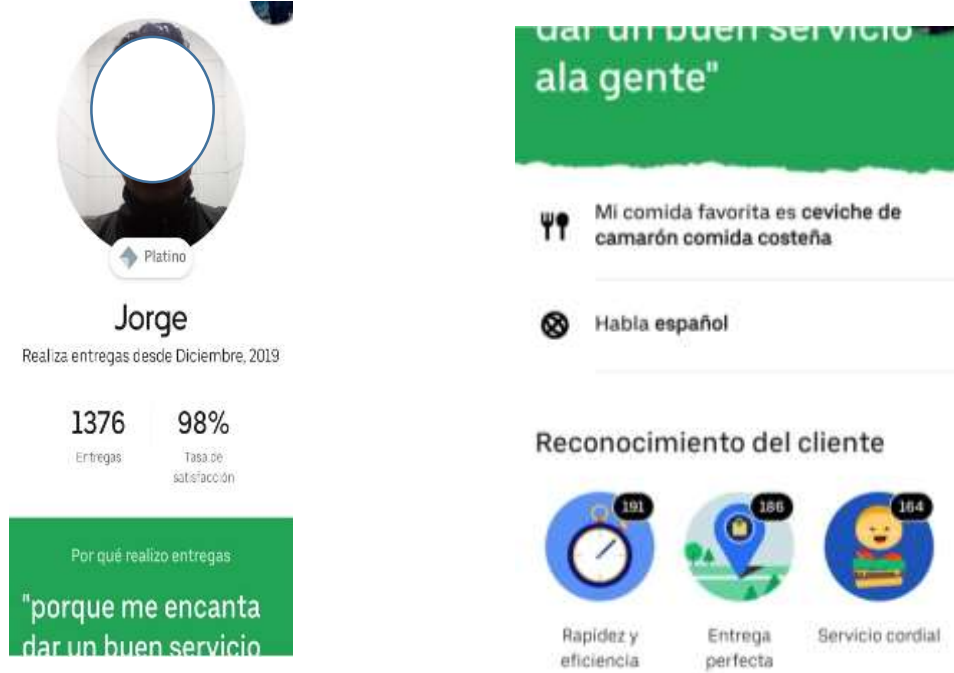 Platino
Jorge
Realiza entregas desde Diciembre, 2019
1376
Entregas
98%
Tasa de
satisfacción
Por qué realizo entregas
"porque me encanta
dar un buen servicio
dar un buen servicio
ala gente"
Mi comida favorita es ceviche de
camarón comida costeña
Habla español
Reconocimiento del cliente
191
186
164
Rapidez y
eficiencia
Entrega
perfecta
Servicio cordial